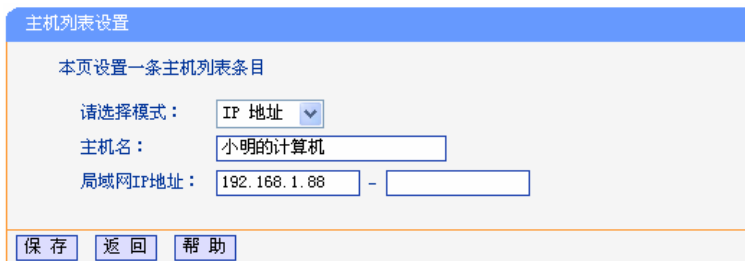 主机列表设置
本页设置一条主机列表条目
请选择模式： IP 地址
主机名： 小明的计算机
局域网IP地址： 192.168.1.88 -
保存 返回 帮助